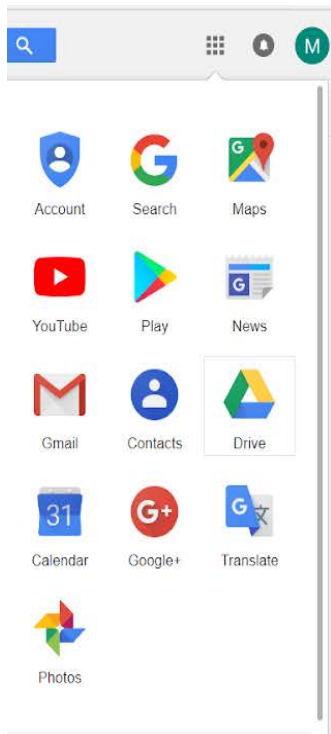 M
Account Search Maps
YouTube Play News
Gmail Contacts Drive
31 G+
Calendar Google+ Translate
Photos